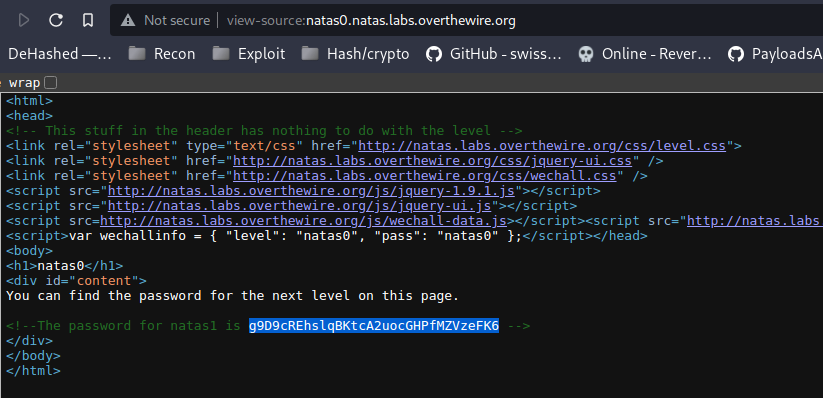 Not secure view-source:natas0.natas.labs.overthewire.org
DeHashed —... Recon Exploit Hash/crypto GitHub - swiss... Online - Rever... PayloadsA
wrap
<html>
<head>
<!-- This stuff in the header has nothing to do with the level -->
<link rel="stylesheet" type="text/css" href="http://natas.labs.overthewire.org/css/level.css">
<link rel="stylesheet" href="http://natas.labs.overthewire.org/css/jquery-ui.css" />
<link rel="stylesheet" href="http://natas.labs.overthewire.org/css/wechall.css" />
<script src="http://natas.labs.overthewire.org/js/jquery-1.9.1.js"></script>
<script src="http://natas.labs.overthewire.org/js/jquery-ui.js"></script>
<script src=http://natas.labs.overthewire.org/js/wechall-data.js></script><script src="http://natas.labs
<script>var wechallinfo = { "level": "natas0", "pass": "natas0" };</script></head>
<body>
<h1>natas0</h1>
<div id="content">
You can find the password for the next level on this page.
<!--The password for natas1 is g9D9cREhslqBKtcA2uocGHPfMZVzeFK6 -->
</div>
</body>
</html>